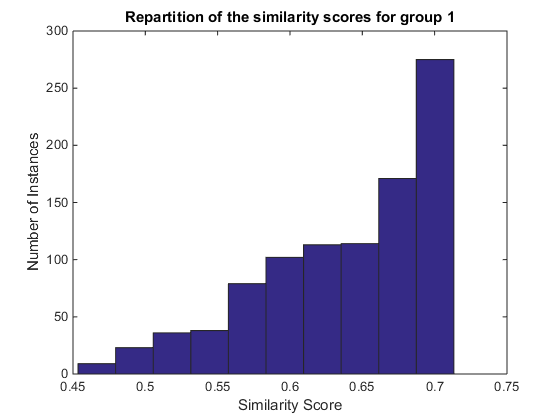 Repartition of the similarity scores for group 1
300
250
200
150
100
50
0
Number of Instances
0.45 0.5 0.55 0.6 0.65 0.7 0.75
Similarity Score